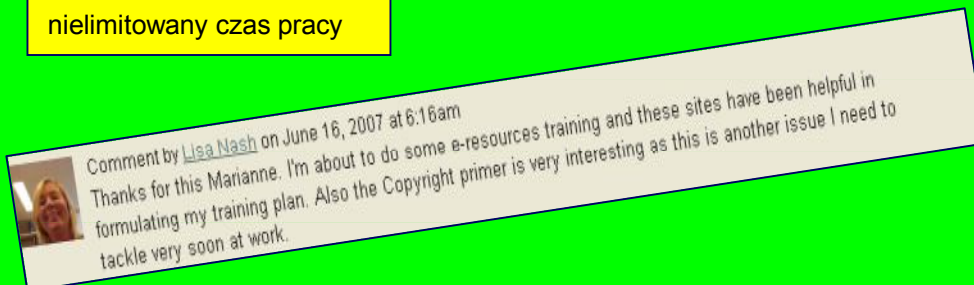 nielimitowany czas pracy
Comment by Lisa Nash on June 16, 2007 at 6:16am
Thanks for this Marianne. I'm about to do some e-resources training and these sites have been helpful in
formulating my training plan. Also the Copyright primer is very interesting as this is another issue I need to
tackle very soon at work.